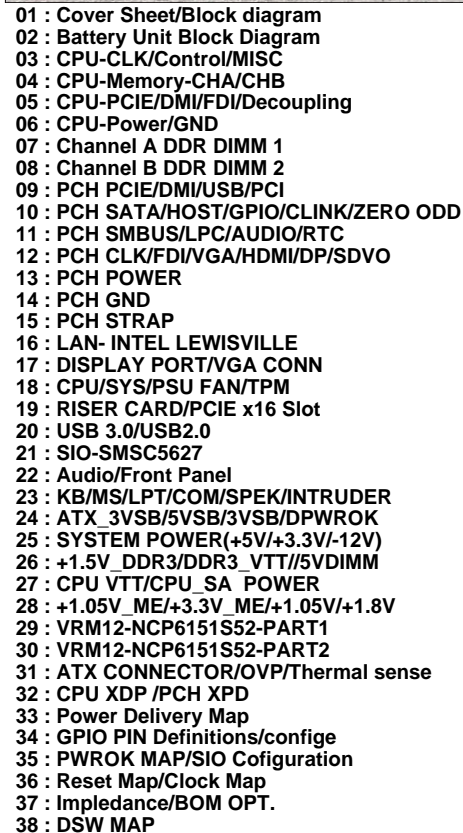 01 : Cover Sheet/Block diagram
02 : Battery Unit Block Diagram
03 : CPU-CLK/Control/MISC
04 : CPU-Memory-CHA/CHB
05 : CPU-PCIE/DMI/FDI/Decoupling
06 : CPU-Power/GND
07 : Channel A DDR DIMM 1
08 : Channel B DDR DIMM 2
09 : PCH PCIE/DMI/USB/PCI
10 : PCH SATA/HOST/GPIO/CLINK/ZERO ODD
11 : PCH SMBUS/LPC/AUDIO/RTC
12 : PCH CLK/FDI/VGA/HDMI/DP/SDVO
13 : PCH POWER
14 : PCH GND
15 : PCH STRAP
16 : LAN- INTEL LEWISVILLE
17 : DISPLAY PORT/VGA CONN
18 : CPU/SYS/PSU FAN/TPM
19 : RISER CARD/PCIE x16 Slot
20 : USB 3.0/USB2.0
21 : SIO-SMSC5627
22 : Audio/Front Panel
23 : KB/MS/LPT/COM/SPEK/INTRUDER
24 : ATX_3VSB/5VSB/3VSB/DPWROK
25 : SYSTEM POWER(+5V/+3.3V/-12V)
26 : +1.5V_DDR3/DDR3_VTT//5VDIMM
27 : CPU VTT/CPU_SA  POWER
28 : +1.05V_ME/+3.3V_ME/+1.05V/+1.8V
29 : VRM12-NCP6151S52-PART1
30 : VRM12-NCP6151S52-PART2
31 : ATX CONNECTOR/OVP/Thermal sense
32 : CPU XDP /PCH XPD
33 : Power Delivery Map
34 : GPIO PIN Definitions/confige
35 : PWROK MAP/SIO Cofiguration
36 : Reset Map/Clock Map
37 : Impledance/BOM OPT.
38 : DSW MAP